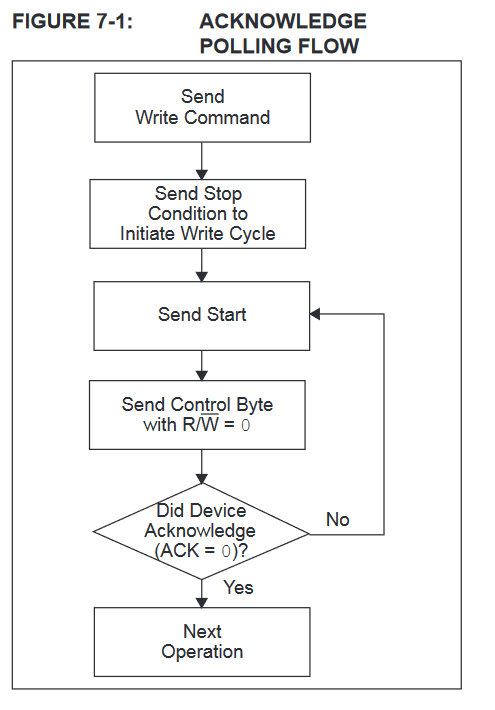 FIGURE 7-1: ACKNOWLEDGE
POLLING FLOW
Send
Write Command
Send Stop
Condition to
Initiate Write Cycle
Send Start
Send Control Byte
with R/W̅ = 0
Did Device
Acknowledge
(ACK = 0)?
No
Yes
Next
Operation